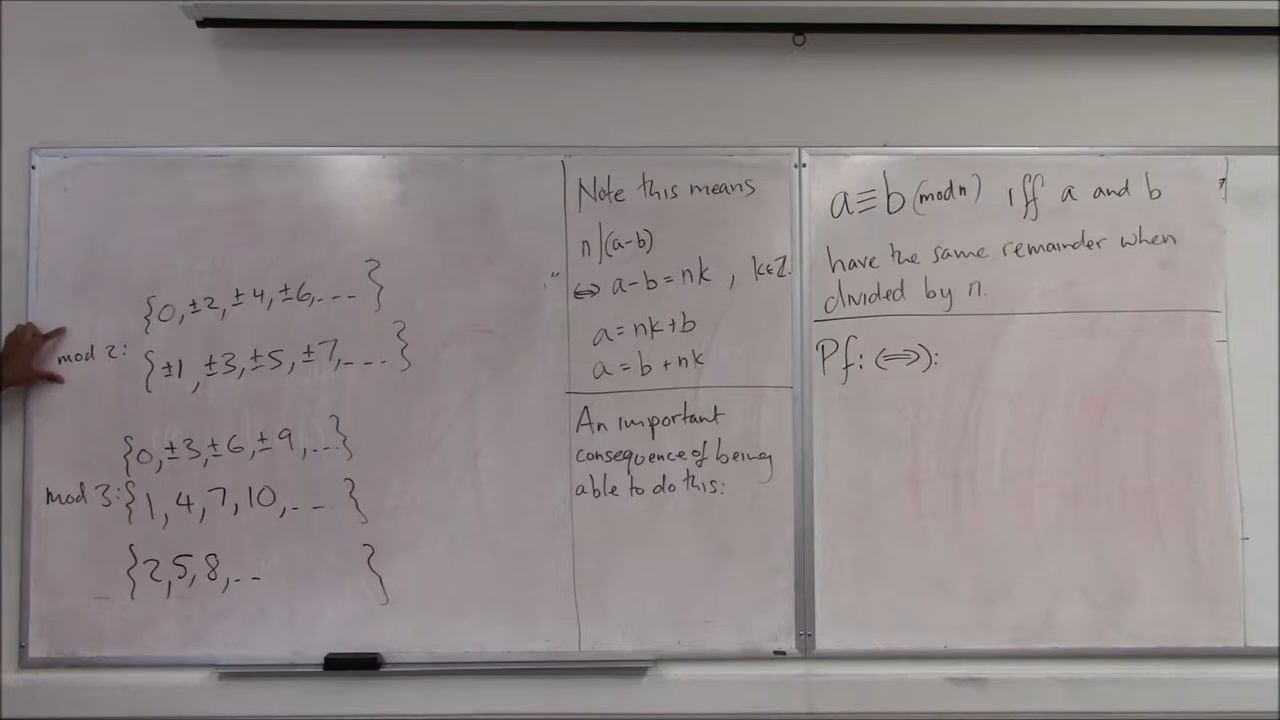 {0, ±2, ±4, ±6, --- }
mod 2:
{±1, ±3, ±5, ±7, ---- }
{0, ±3, ±6, ±9, ... }
mod 3: {1, 4, 7, 10, -- -- }
{2, 5, 8, -- }
Note this means
n|(a-b)
⇔ a-b = nk , k∈Z.
a = nk+b
a = b + nk
An important
consequence of being
able to do this:
a≡b (mod n) iff a and b
have the same remainder when
divided by n.
Pf: (⟹):